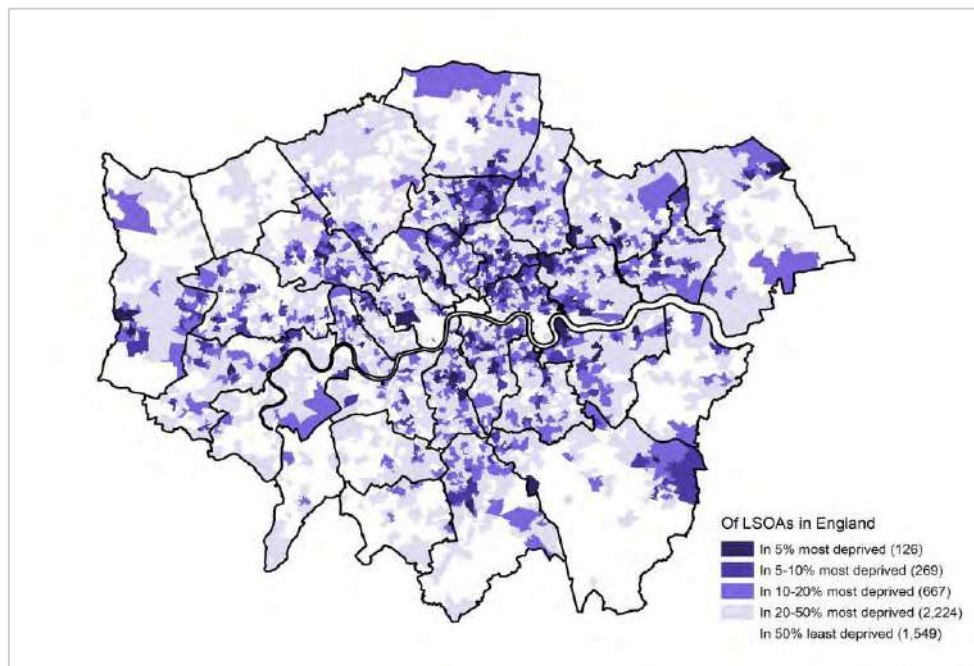 Of LSOAs in England
In 5% most deprived (126)
In 5-10% most deprived (269)
In 10-20% most deprived (667)
In 20-50% most deprived (2,224)
In 50% least deprived (1,549)